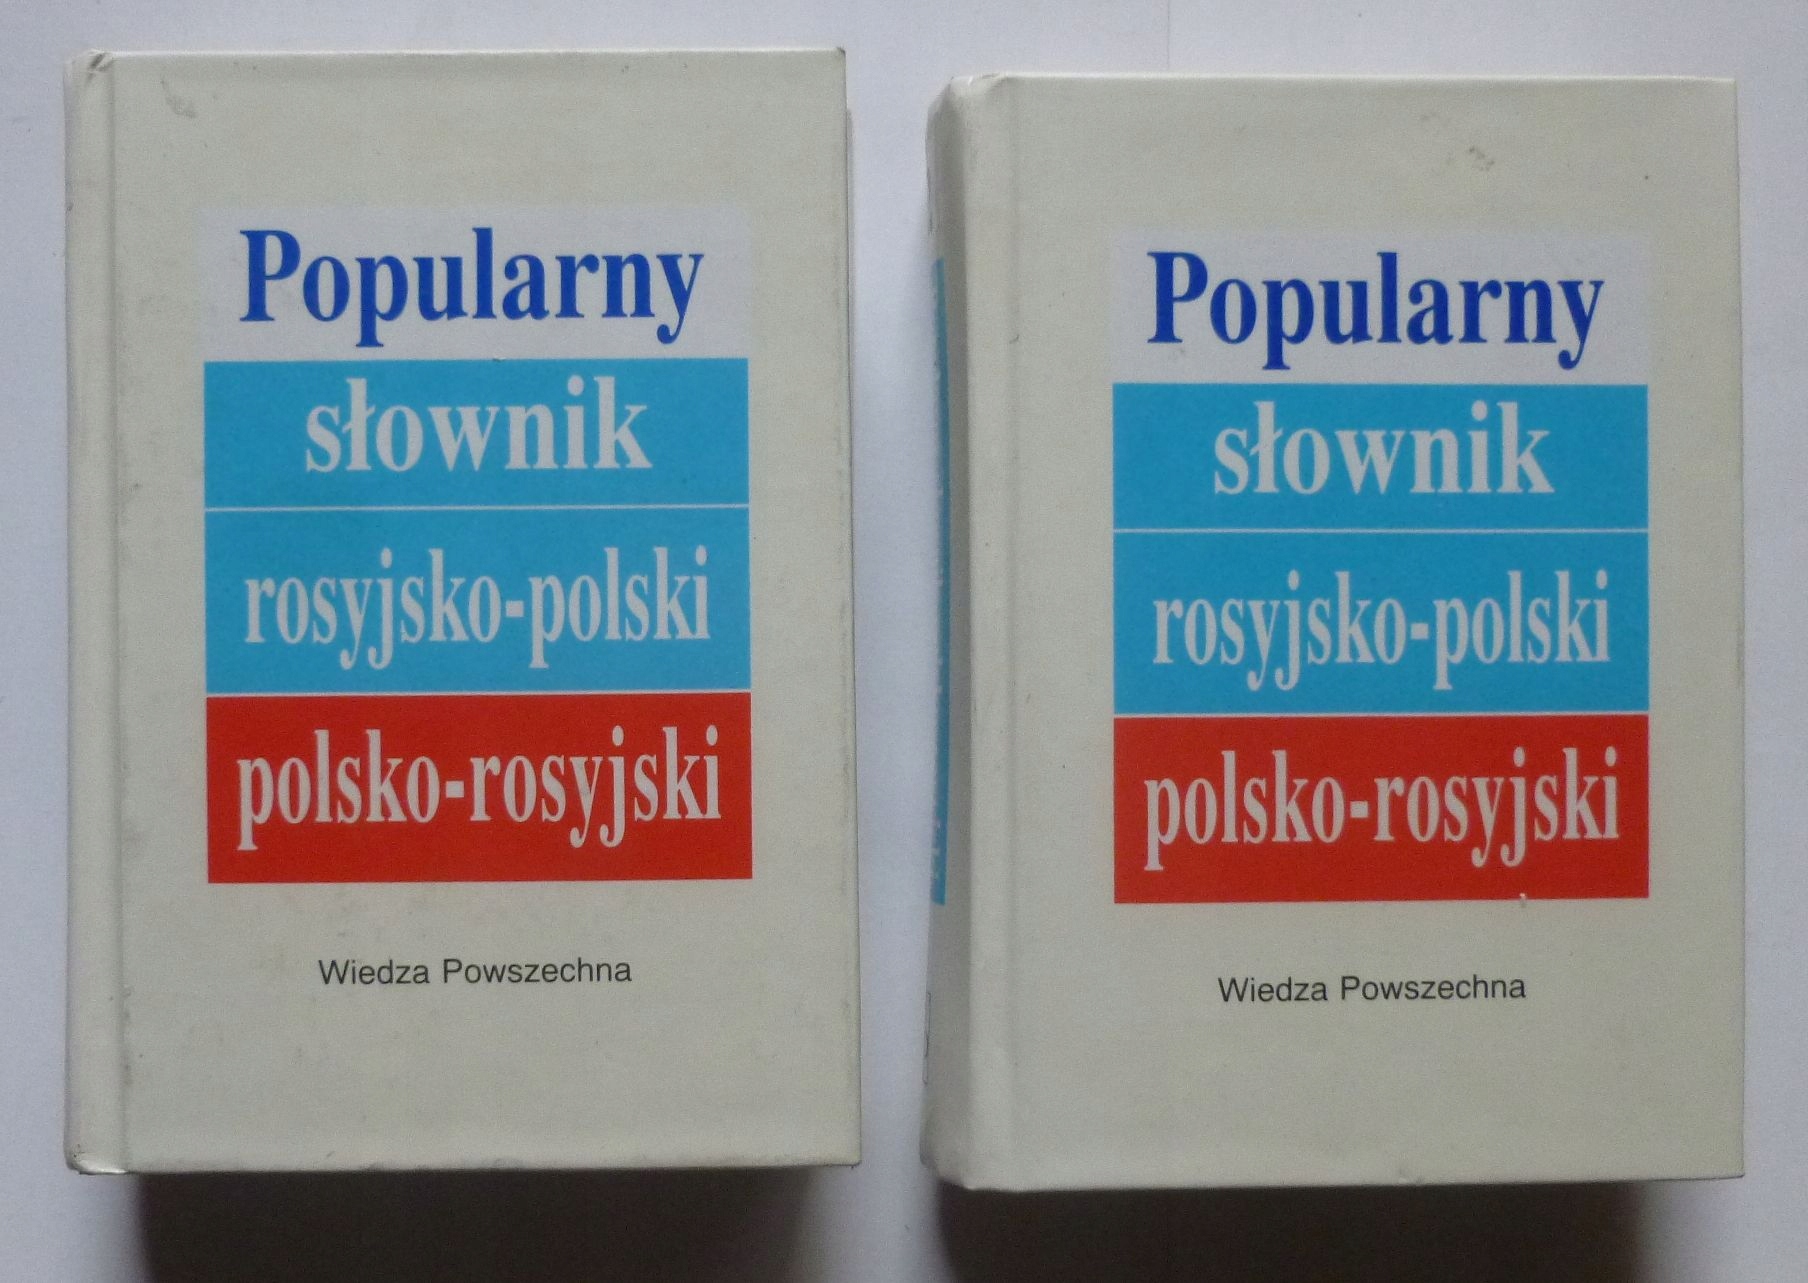 Popularny
słownik
rosyjsko-polski
polsko-rosyjski
Wiedza Powszechna
Popularny
słownik
rosyjsko-polski
polsko-rosyjski
Wiedza Powszechna